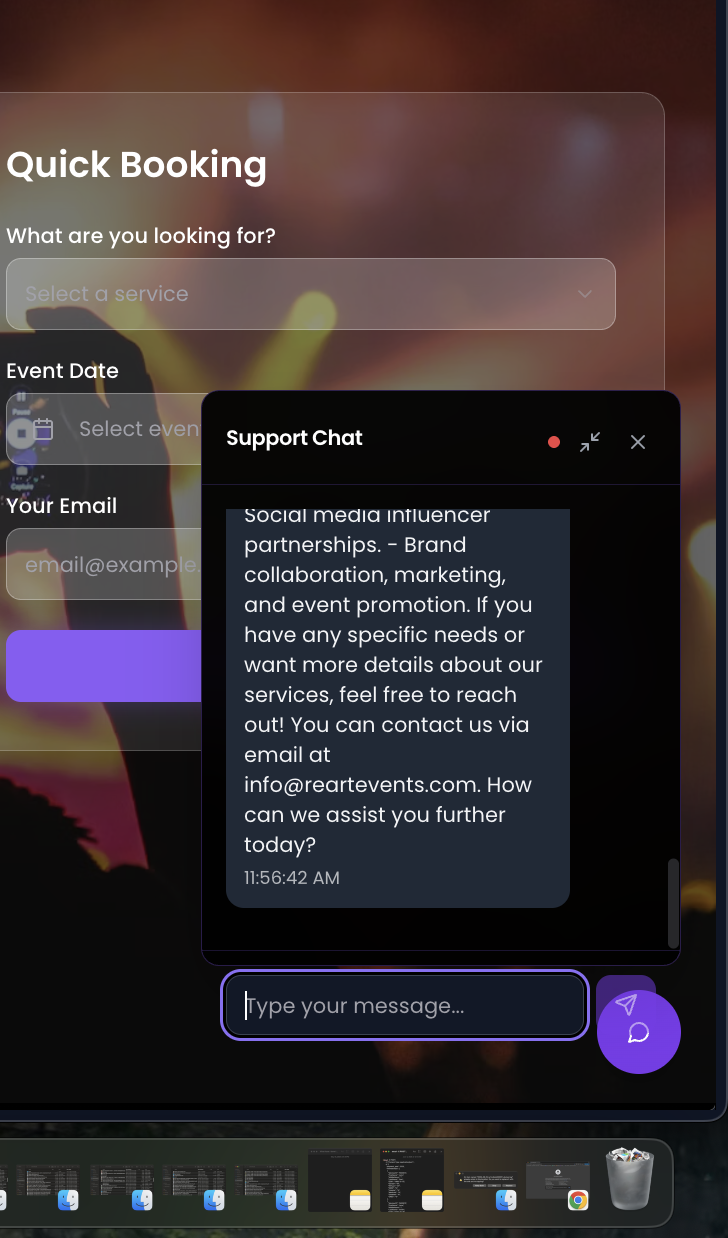 Quick Booking
What are you looking for?
Select a service
Event Date
Select even
Your Email
email@example.
Support Chat
Social media influencer
partnerships. - Brand
collaboration, marketing,
and event promotion. If you
have any specific needs or
want more details about our
services, feel free to reach
out! You can contact us via
email at
info@reartevents.com. How
can we assist you further
today?
11:56:42 AM
Type your message...